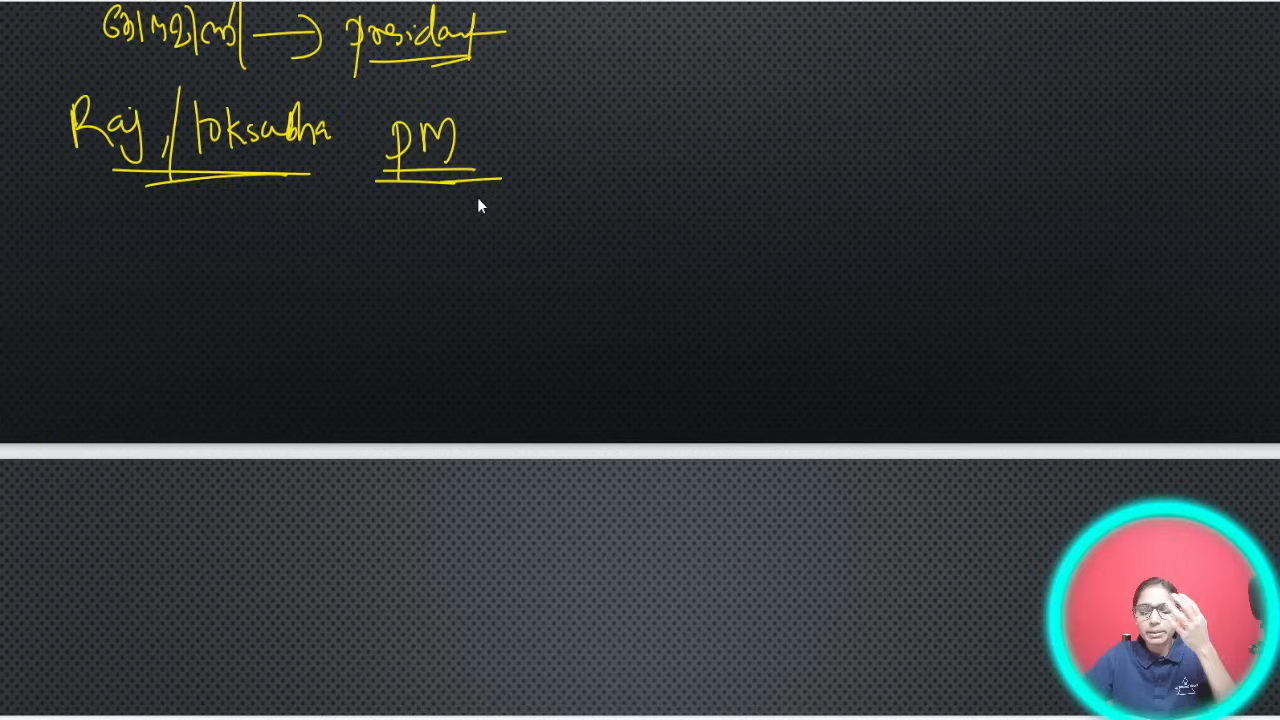 → president
Raj / loksabha PM